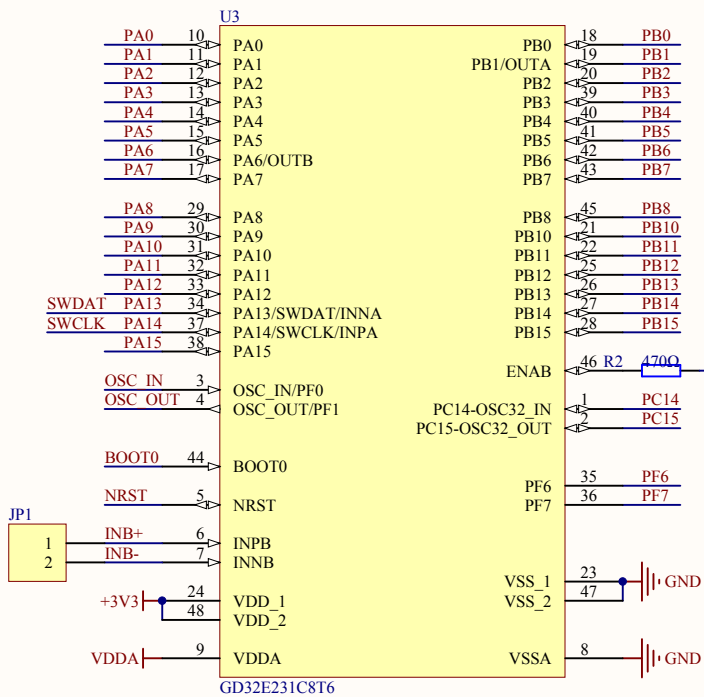 U3
PA0 10 PA0 PB0 18 PB0
PA1 11 PA1 PB1/OUTA 19 PB1
PA2 12 PA2 PB2 20 PB2
PA3 13 PA3 PB3 39 PB3
PA4 14 PA4 PB4 40 PB4
PA5 15 PA5 PB5 41 PB5
PA6 16 PA6/OUTB PB6 42 PB6
PA7 17 PA7 PB7 43 PB7
PA8 29 PA8 PB8 45 PB8
PA9 30 PA9 PB10 21 PB10
PA10 31 PA10 PB11 22 PB11
PA11 32 PA11 PB12 25 PB12
PA12 33 PA12 PB13 26 PB13
SWDAT PA13 34 PA13/SWDAT/INNA PB14 27 PB14
SWCLK PA14 37 PA14/SWCLK/INPA PB15 28 PB15
PA15 38 PA15
ENAB 46 R2 470Ω
OSC_IN 3 OSC_IN/PF0
OSC_OUT 4 OSC_OUT/PF1 PC14-OSC32_IN 1 PC14
PC15-OSC32_OUT 2 PC15
BOOT0 44 BOOT0
PF6 35 PF6
NRST 5 NRST PF7 36 PF7
JP1
1 INB+ 6 INPB
2 INB- 7 INNB
VSS_1 23 GND
+3V3 24 VDD_1 VSS_2 47
48 VDD_2
VDDA 9 VDDA VSSA 8 GND
GD32E231C8T6